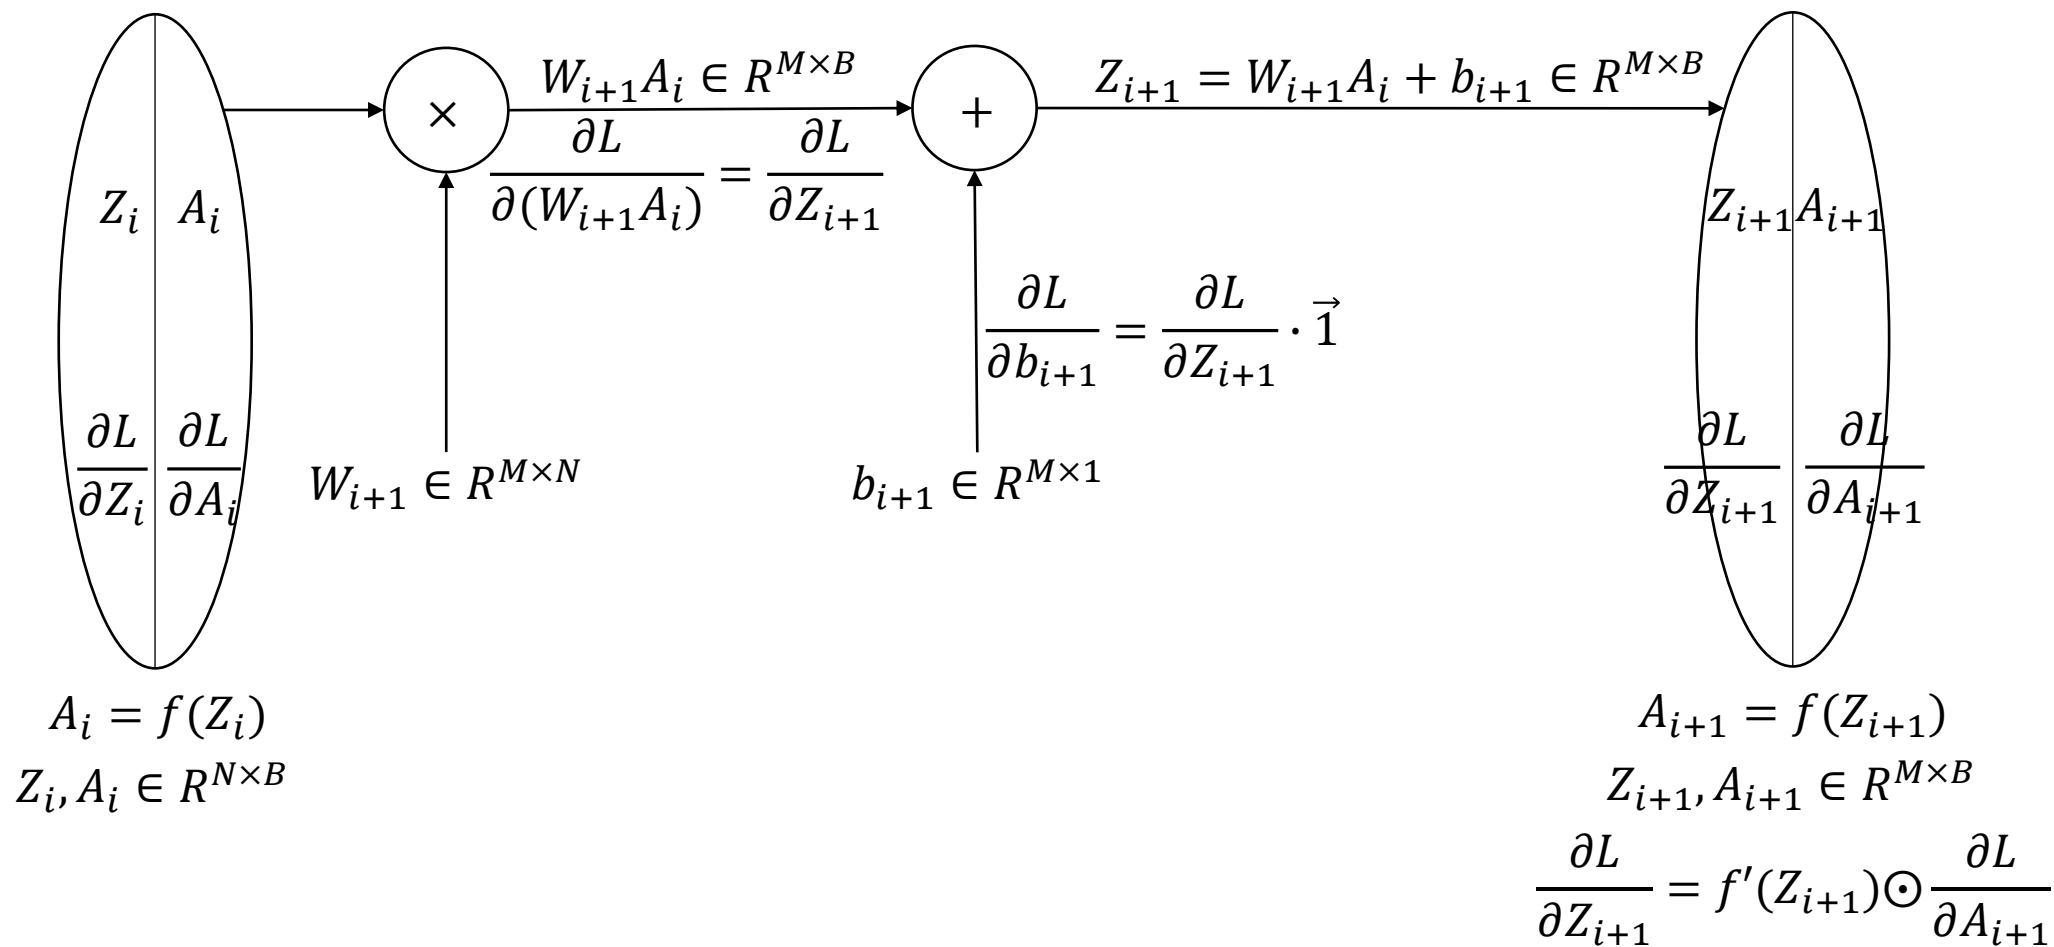 W_{i+1}A_i ∈ R^{M×B}
Z_{i+1} = W_{i+1}A_i + b_{i+1} ∈ R^{M×B}
×
+
∂L/∂(W_{i+1}A_i) = ∂L/∂Z_{i+1}
Z_i A_i
Z_{i+1} A_{i+1}
∂L/∂b_{i+1} = ∂L/∂Z_{i+1} · \vec{1}
∂L/∂Z_i ∂L/∂A_i
W_{i+1} ∈ R^{M×N}
b_{i+1} ∈ R^{M×1}
∂L/∂Z_{i+1} ∂L/∂A_{i+1}
A_i = f(Z_i)
Z_i, A_i ∈ R^{N×B}
A_{i+1} = f(Z_{i+1})
Z_{i+1}, A_{i+1} ∈ R^{M×B}
∂L/∂Z_{i+1} = f′(Z_{i+1})⊙ ∂L/∂A_{i+1}